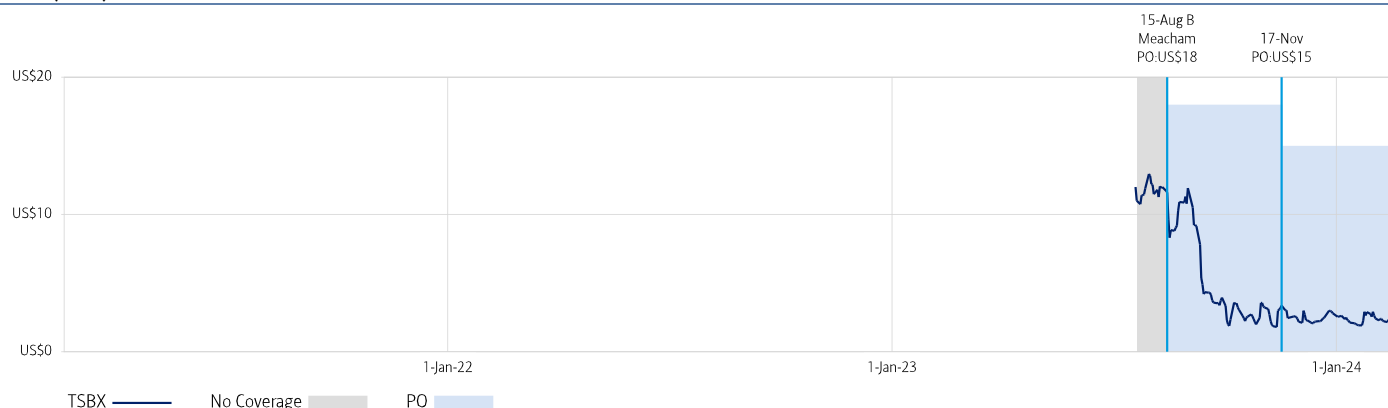 15-Aug B
Meacham
PO:US$18
17-Nov
PO:US$15
US$20
US$10
US$0
1-Jan-22
1-Jan-23
1-Jan-24
TSBX
No Coverage
PO